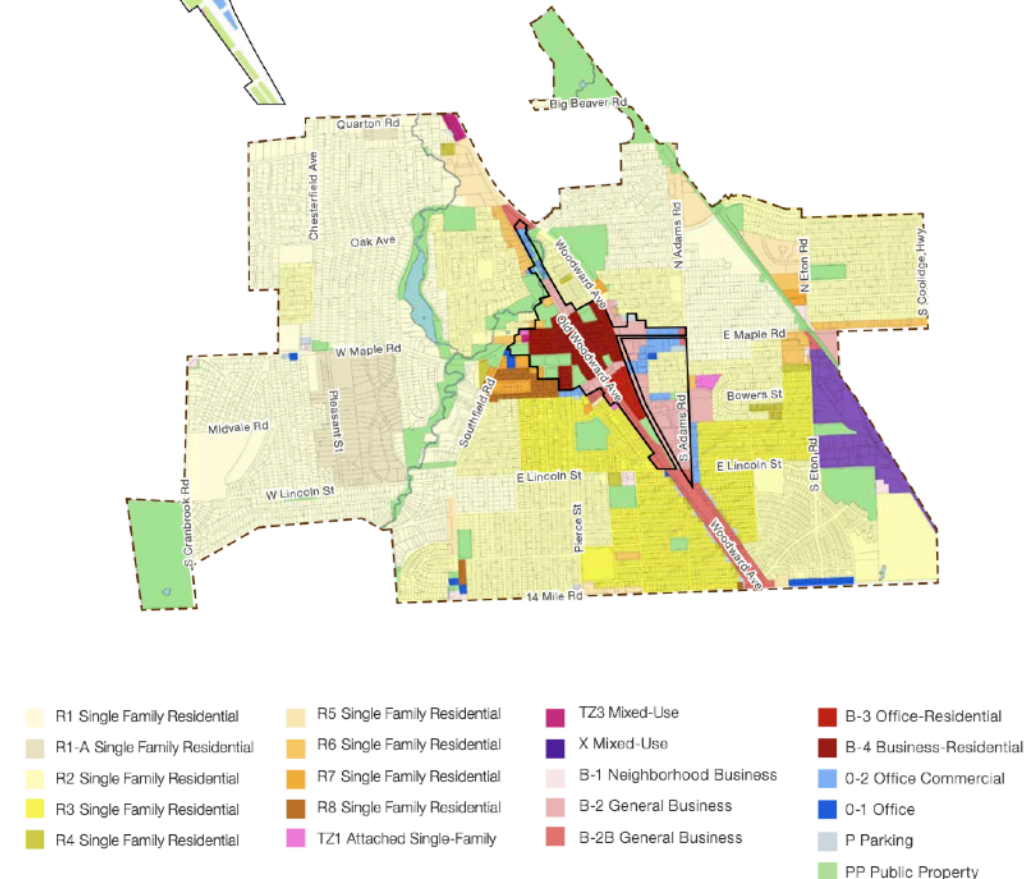 Big Beaver Rd
Quarton Rd
Chesterfield Ave
Oak Ave
Woodward Ave
N Adams Rd
N Eton Rd
S Coolidge Hwy
Old Woodward Ave
E Maple Rd
W Maple Rd
Pleasant St
Southfield Rd
S Adams Rd
Bowers St
Midvale Rd
E Lincoln St
E Lincoln St
S Eton Rd
W Lincoln St
S Cranbrook Rd
Pierce St
Woodward Ave
14 Mile Rd
R1 Single Family Residential
R1-A Single Family Residential
R2 Single Family Residential
R3 Single Family Residential
R4 Single Family Residential
R5 Single Family Residential
R6 Single Family Residential
R7 Single Family Residential
R8 Single Family Residential
TZ1 Attached Single-Family
TZ3 Mixed-Use
X Mixed-Use
B-1 Neighborhood Business
B-2 General Business
B-2B General Business
B-3 Office-Residential
B-4 Business-Residential
0-2 Office Commercial
0-1 Office
P Parking
PP Public Property